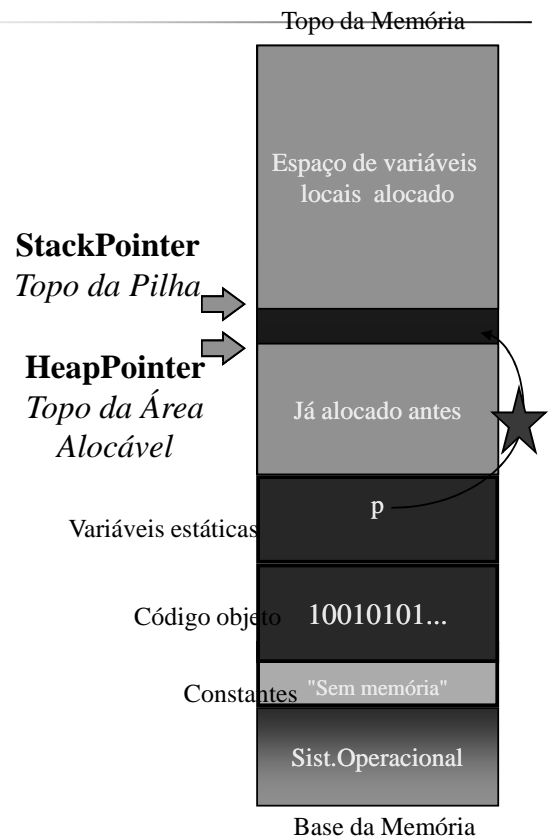 Topo da Memória
Espaço de variáveis
locais alocado
StackPointer
Topo da Pilha
HeapPointer
Topo da Área
Alocável
Já alocado antes
p
Variáveis estáticas
Código objeto
10010101...
Constantes
"Sem memória"
Sist.Operacional
Base da Memória